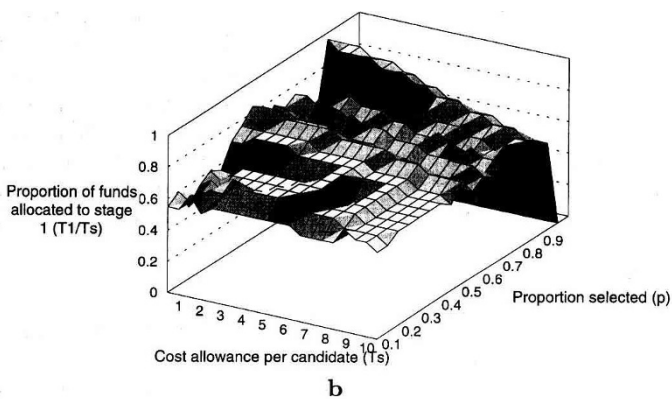 1
0.8
Proportion of funds
allocated to stage
1 (T1/Ts)
0.6
0.4
0.2
0
1 2 3 4 5 6 7 8 9 10
Cost allowance per candidate (Ts)
0.1 0.2 0.3 0.4 0.5 0.6 0.7 0.8 0.9
Proportion selected (p)
b